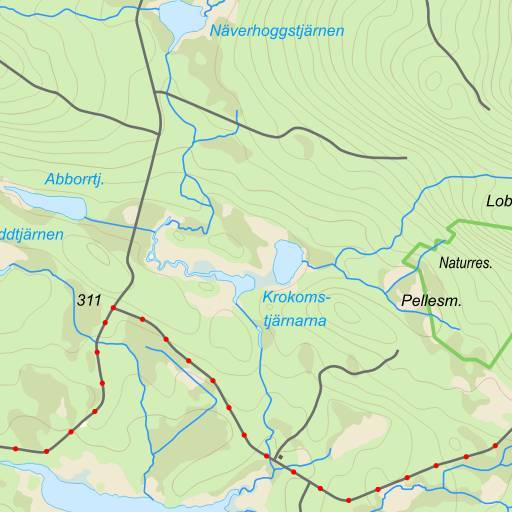 Näverhoggstjärnen
Abborrtj.
Lob
ddtjärnen
Naturres.
311
Krokoms-
tjärnarna
Pellesm.